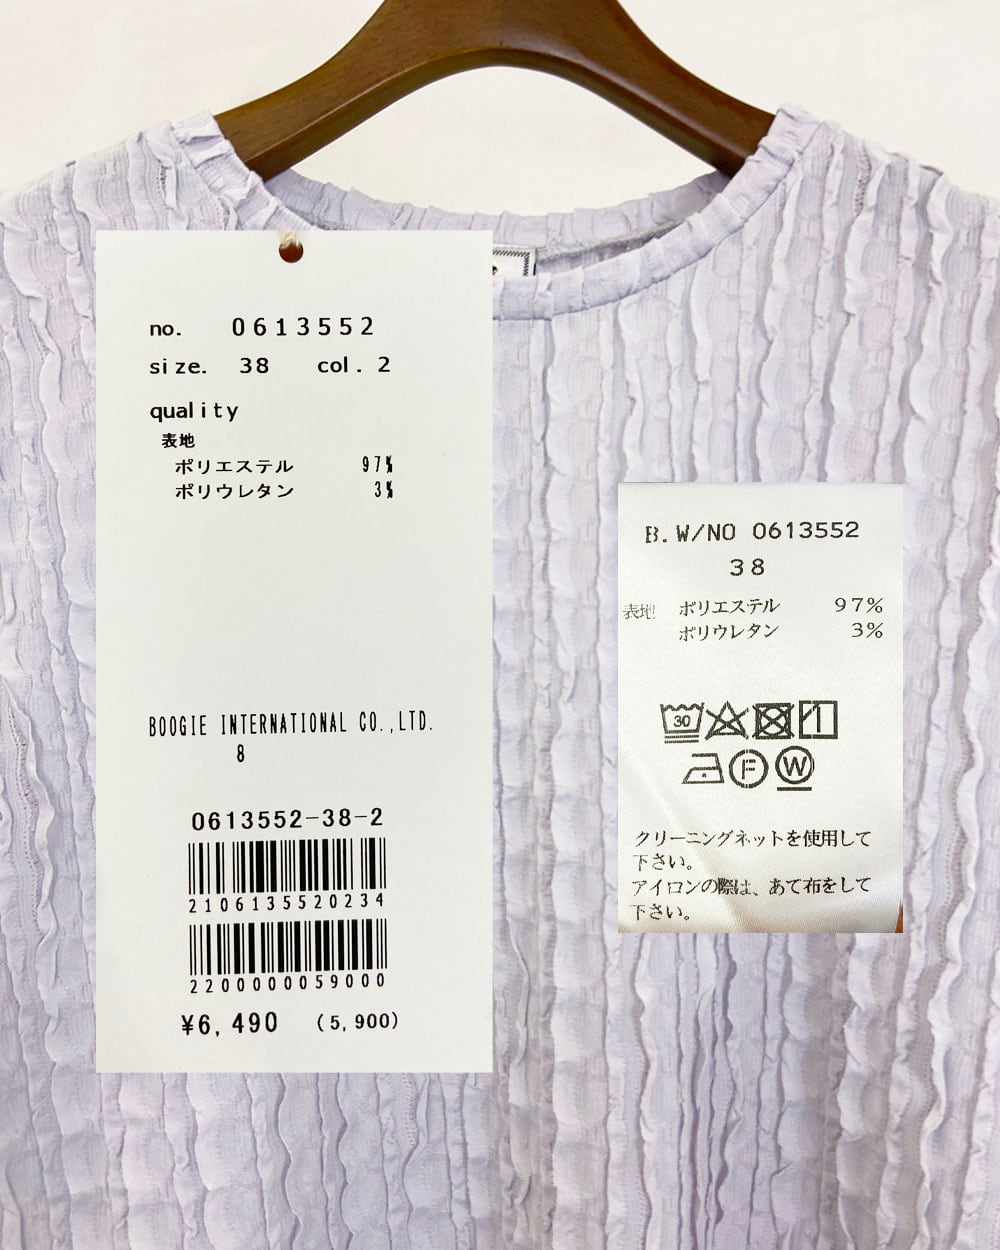 no. 0613552
size. 38 col. 2
quality
表地
ポリエステル 97%
ポリウレタン 3%
BOOGIE INTERNATIONAL CO.,LTD.
8
0613552-38-2
2106135520234
2200000059000
¥6,490 (5,900)
B.W/NO 0613552
38
表地 ポリエステル 97%
ポリウレタン 3%
30
F W
クリーニングネットを使用して
下さい。
アイロンの際は、あて布をして
下さい。